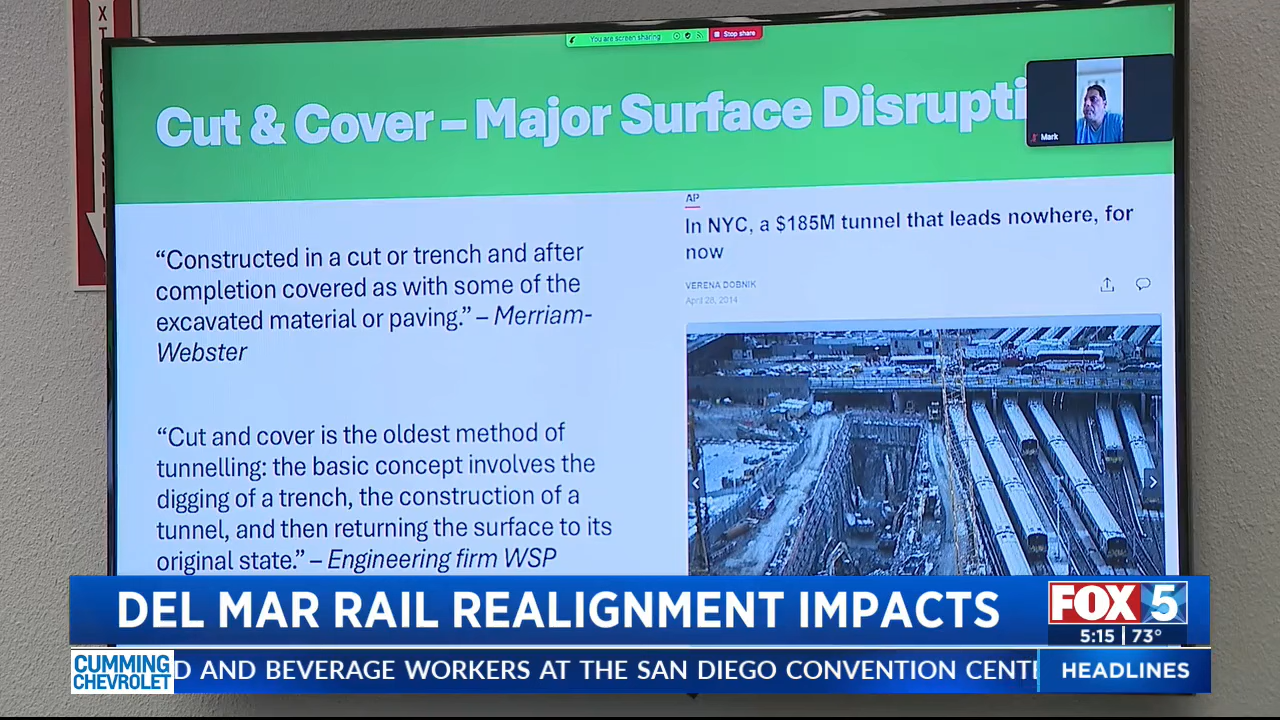 You are screen sharing
Stop share
Cut & Cover – Major Surface Disrupti
Mark
“Constructed in a cut or trench and after
completion covered as with some of the
excavated material or paving.” – Merriam-
Webster
“Cut and cover is the oldest method of
tunnelling: the basic concept involves the
digging of a trench, the construction of a
tunnel, and then returning the surface to its
original state.” – Engineering firm WSP
AP
In NYC, a $185M tunnel that leads nowhere, for
now
VERENA DOBNIK
April 28, 2014
DEL MAR RAIL REALIGNMENT IMPACTS
FOX 5
5:15 | 73°
CUMMING
CHEVROLET
D AND BEVERAGE WORKERS AT THE SAN DIEGO CONVENTION CENT
HEADLINES